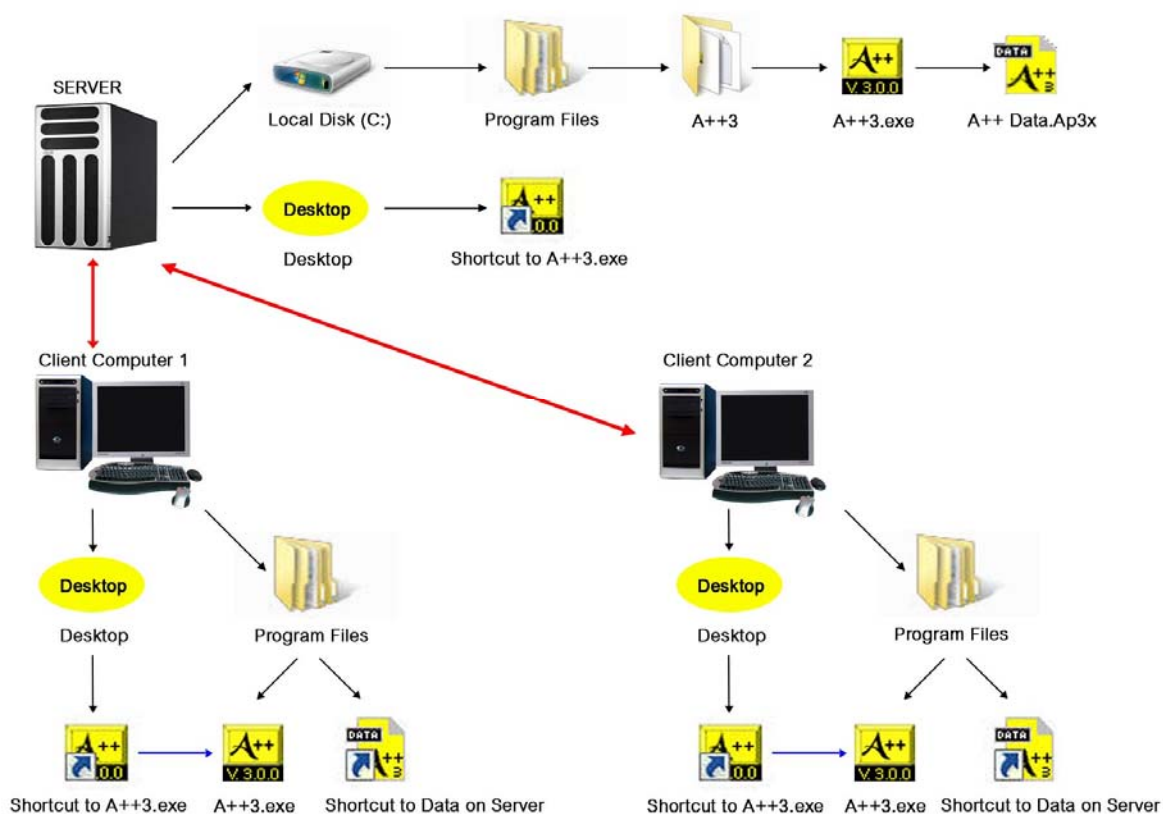 SERVER
Local Disk (C:)
Program Files
A++3
A++
V. 3.0.0
A++3.exe
DATA
A++
3
A++ Data.Ap3x
Desktop
Desktop
A++
0.0
Shortcut to A++3.exe
Client Computer 1
Client Computer 2
Desktop
Desktop
Program Files
Desktop
Desktop
Program Files
A++
0.0
Shortcut to A++3.exe
A++
V. 3.0.0
A++3.exe
DATA
A++
3
Shortcut to Data on Server
A++
0.0
Shortcut to A++3.exe
A++
V. 3.0.0
A++3.exe
DATA
A++
3
Shortcut to Data on Server